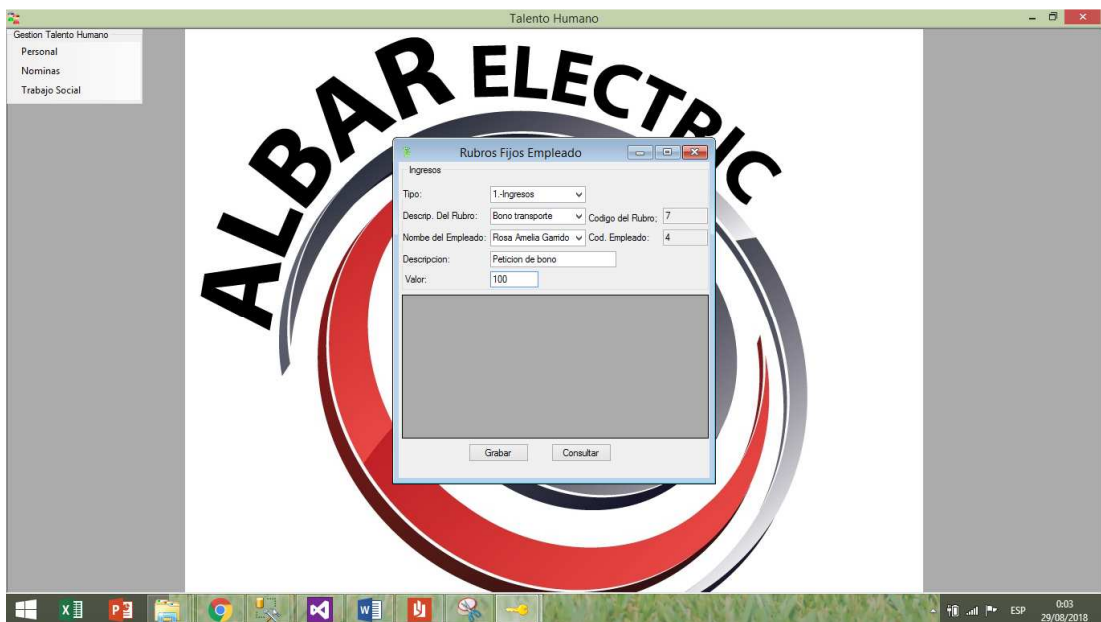 Talento Humano
Gestion Talento Humano
Personal
Nominas
Trabajo Social
ALBAR ELECTRIC
Rubros Fijos Empleado
Ingresos
Tipo: 1.-Ingresos
Descrip. Del Rubro: Bono transporte Codigo del Rubro; 7
Nombe del Empleado: Rosa Amelia Garrido Cod. Empleado: 4
Descripcion: Peticion de bono
Valor: 100
Grabar Consultar
ESP
0:03
29/08/2018